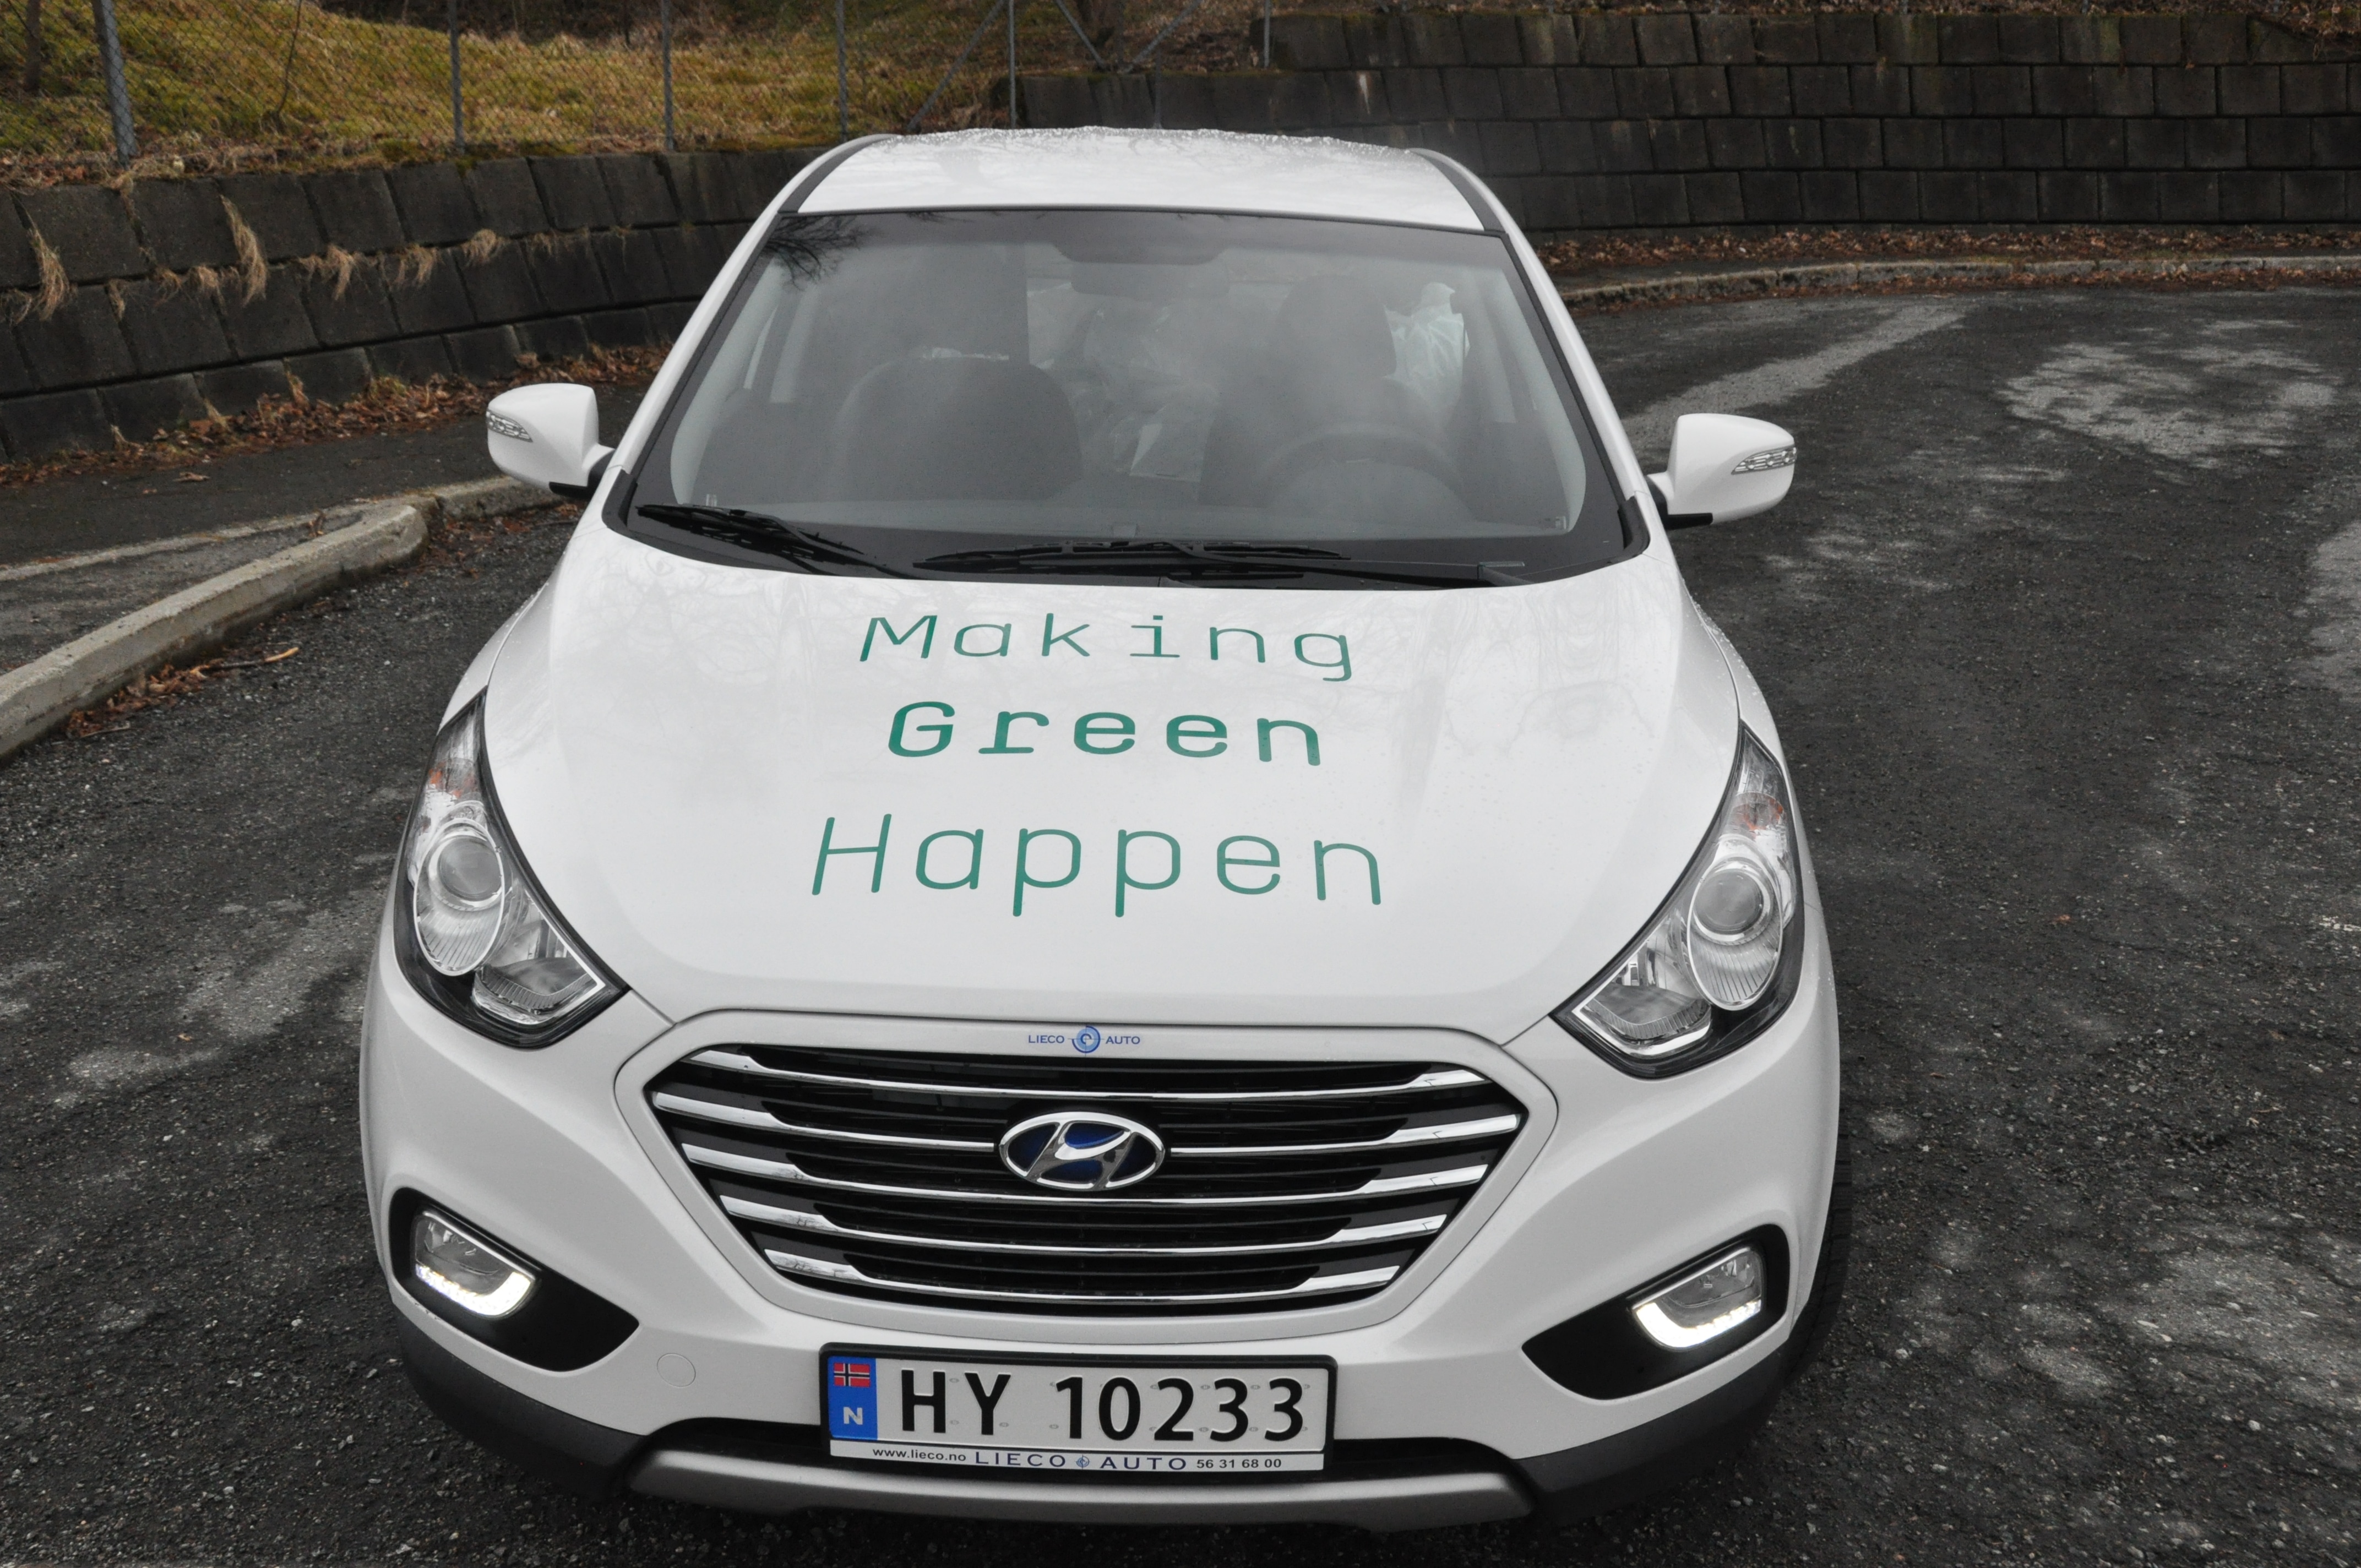 Making
Green
Happen
LIECO AUTO
N HY 10233
www.lieco.no LIECO AUTO 56 31 68 00